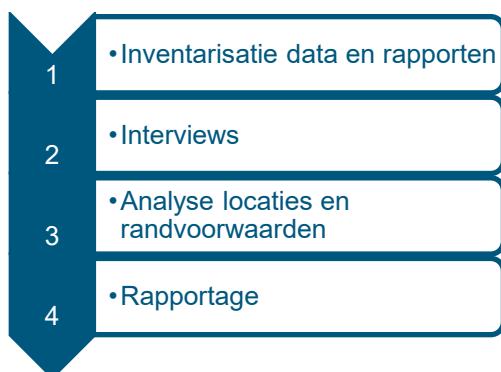 1
•Inventarisatie data en rapporten
2
•Interviews
3
•Analyse locaties en
randvoorwaarden
4
•Rapportage